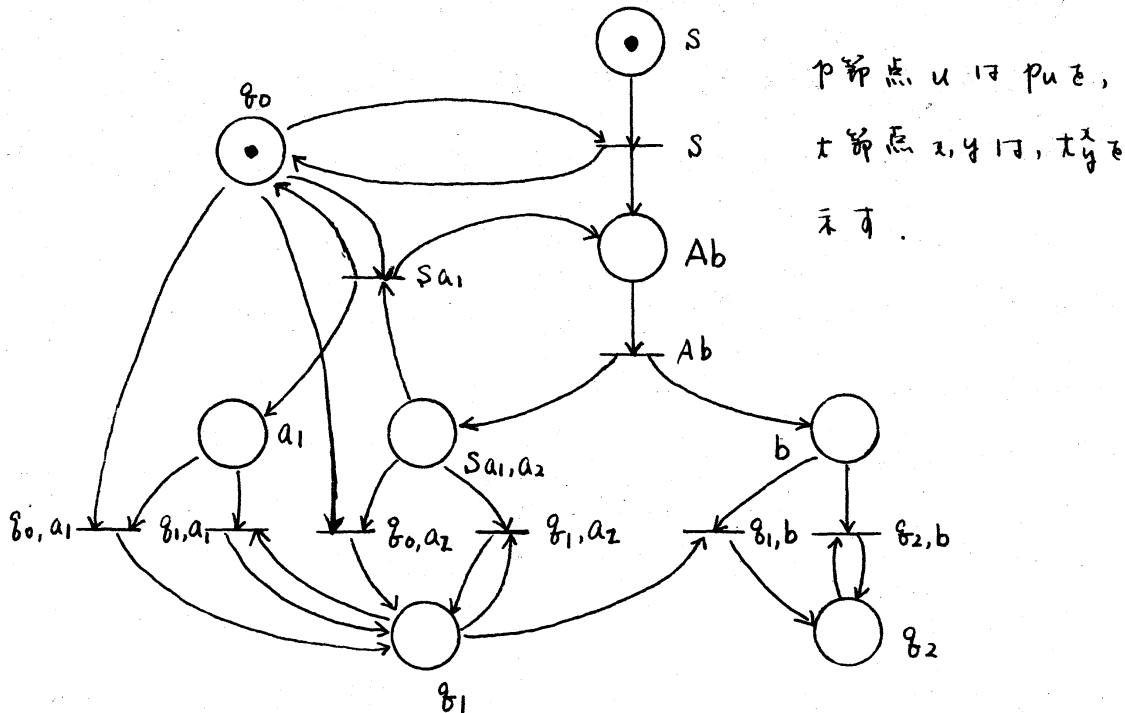 S
p節点 u は pu を,
q0
S
t節点 x,y は, t^x_y を
示す.
Ab
Sa1
Ab
a1
Sa1,a2
b
q0,a1
q1,a1
q0,a2
q1,a2
q1,b
q2,b
q2
q1